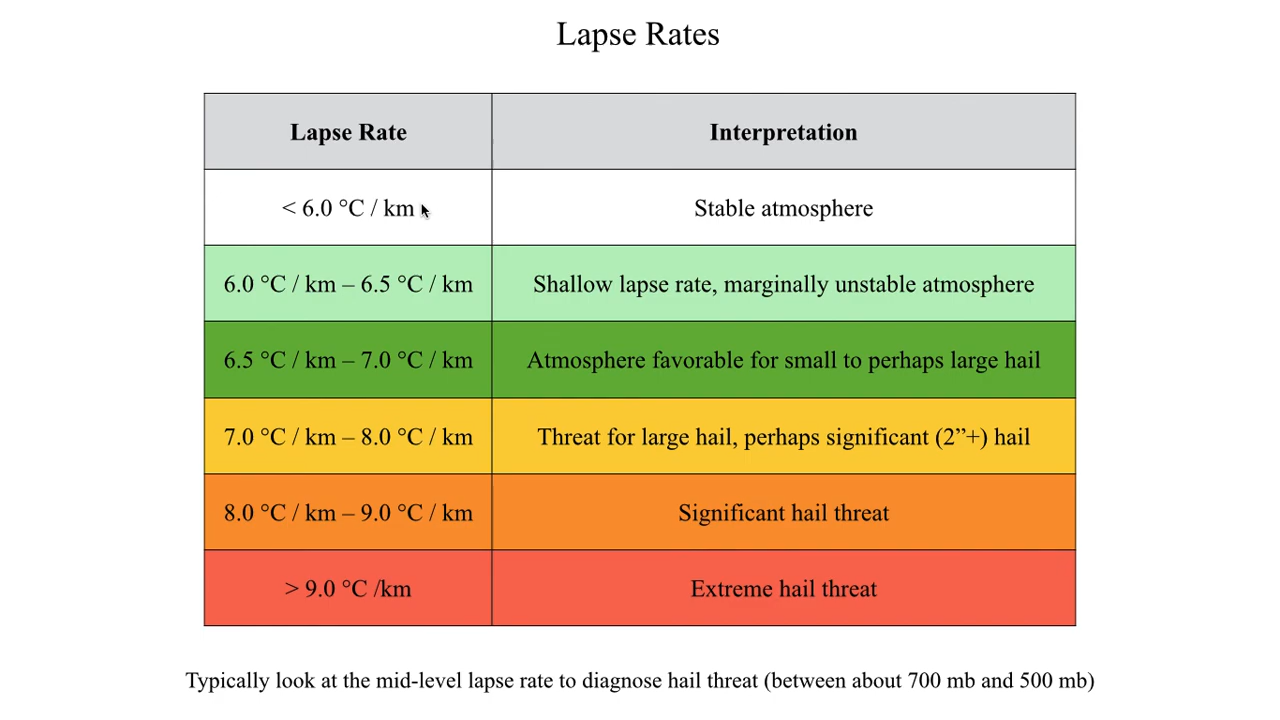 Lapse Rates
Lapse Rate Interpretation
< 6.0 °C / km Stable atmosphere
6.0 °C / km – 6.5 °C / km Shallow lapse rate, marginally unstable atmosphere
6.5 °C / km – 7.0 °C / km Atmosphere favorable for small to perhaps large hail
7.0 °C / km – 8.0 °C / km Threat for large hail, perhaps significant (2”+) hail
8.0 °C / km – 9.0 °C / km Significant hail threat
> 9.0 °C /km Extreme hail threat
Typically look at the mid-level lapse rate to diagnose hail threat (between about 700 mb and 500 mb)